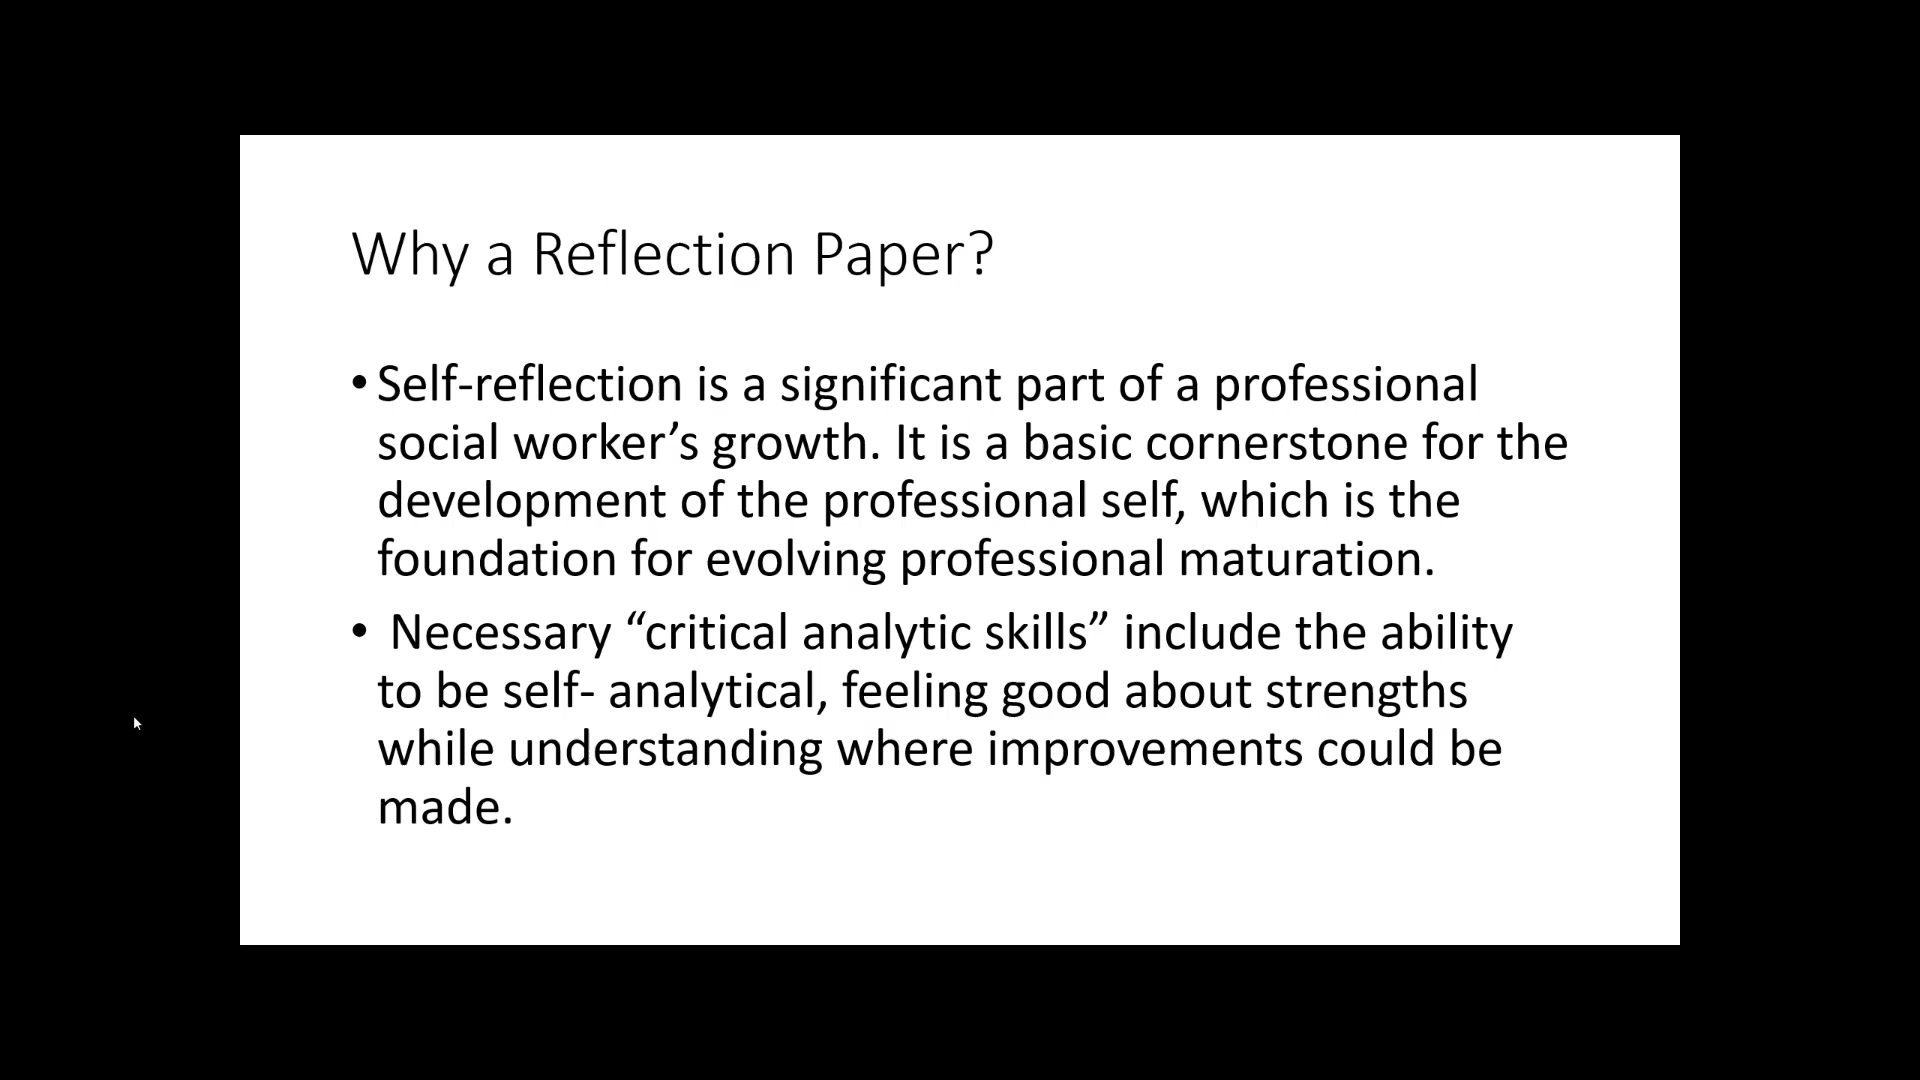 Why a Reflection Paper?
• Self-reflection is a significant part of a professional
social worker’s growth. It is a basic cornerstone for the
development of the professional self, which is the
foundation for evolving professional maturation.
• Necessary “critical analytic skills” include the ability
to be self- analytical, feeling good about strengths
while understanding where improvements could be
made.